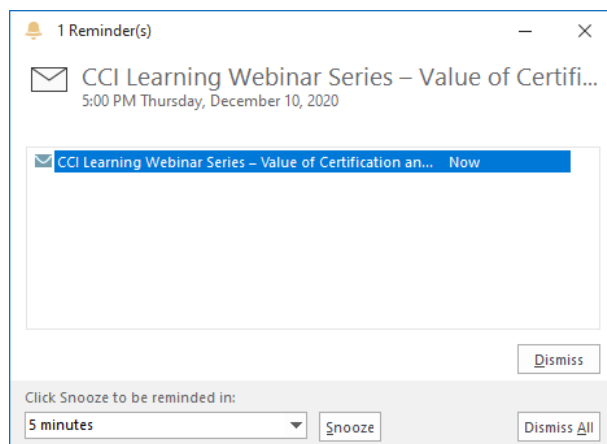 1 Reminder(s)
CCI Learning Webinar Series – Value of Certifi...
5:00 PM Thursday, December 10, 2020
CCI Learning Webinar Series – Value of Certification an... Now
Dismiss
Click Snooze to be reminded in:
5 minutes Snooze Dismiss All